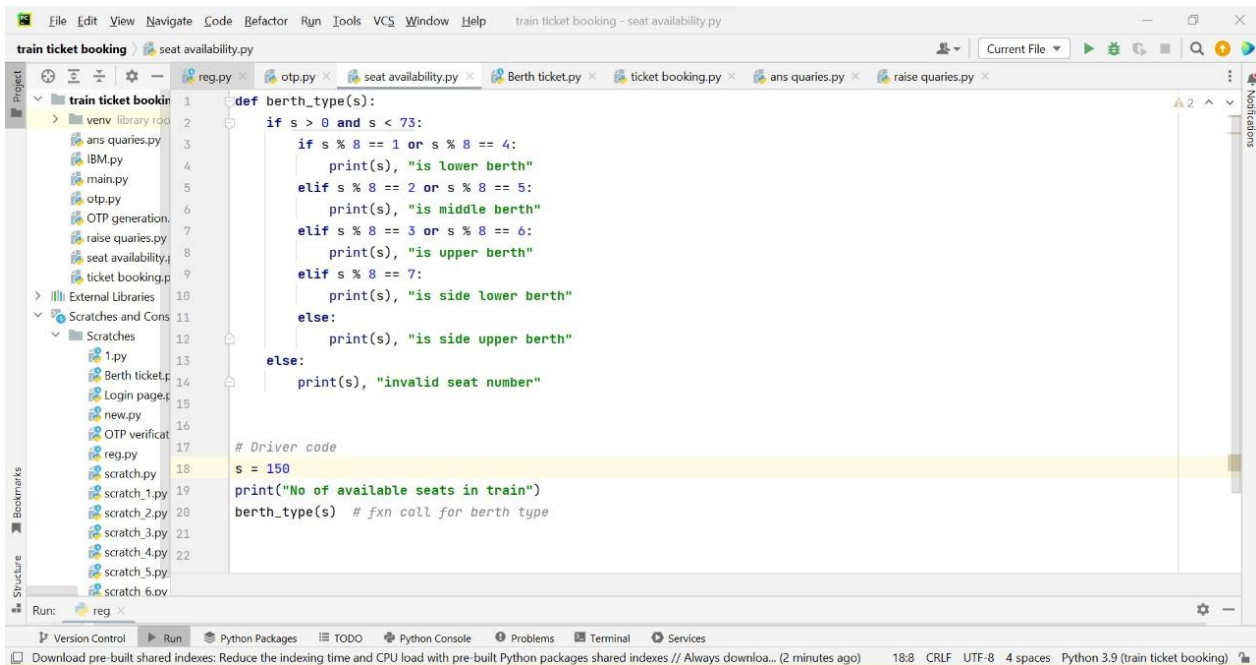 File Edit View Navigate Code Refactor Run Tools VCS Window Help train ticket booking - seat availability.py
train ticket booking seat availability.py Current File
reg.py otp.py seat availability.py Berth ticket.py ticket booking.py ans quaries.py raise quaries.py
Project
train ticket bookin
venv library roo
ans quaries.py
IBM.py
main.py
otp.py
OTP generation.
raise quaries.py
seat availability.p
ticket booking.p
External Libraries
Scratches and Cons
Scratches
1.py
Berth ticket.p
Login page.p
new.py
OTP verificat
reg.py
scratch.py
scratch_1.py
scratch_2.py
scratch_3.py
scratch_4.py
scratch_5.py
scratch_6.py
1 def berth_type(s):
2 if s > 0 and s < 73:
3 if s % 8 == 1 or s % 8 == 4:
4 print(s), "is lower berth"
5 elif s % 8 == 2 or s % 8 == 5:
6 print(s), "is middle berth"
7 elif s % 8 == 3 or s % 8 == 6:
8 print(s), "is upper berth"
9 elif s % 8 == 7:
10 print(s), "is side lower berth"
11 else:
12 print(s), "is side upper berth"
13 else:
14 print(s), "invalid seat number"
15
16
17 # Driver code
18 s = 150
19 print("No of available seats in train")
20 berth_type(s) # fxn call for berth type
21
22
2
Notifications
Bookmarks
Structure
Run: reg
Version Control Run Python Packages TODO Python Console Problems Terminal Services
Download pre-built shared indexes: Reduce the indexing time and CPU load with pre-built Python packages shared indexes // Always downloa... (2 minutes ago) 18:8 CRLF UTF-8 4 spaces Python 3.9 (train ticket booking)